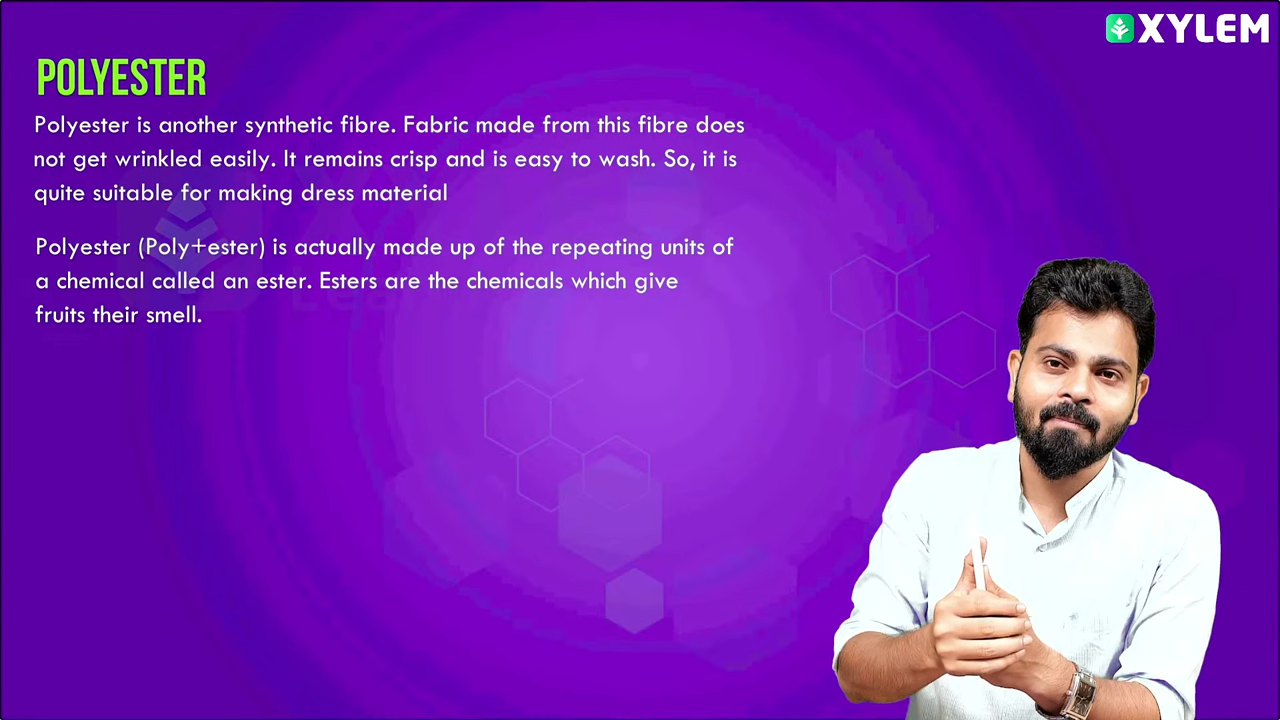 XYLEM
POLYESTER
Polyester is another synthetic fibre. Fabric made from this fibre does
not get wrinkled easily. It remains crisp and is easy to wash. So, it is
quite suitable for making dress material
Polyester (Poly+ester) is actually made up of the repeating units of
a chemical called an ester. Esters are the chemicals which give
fruits their smell.